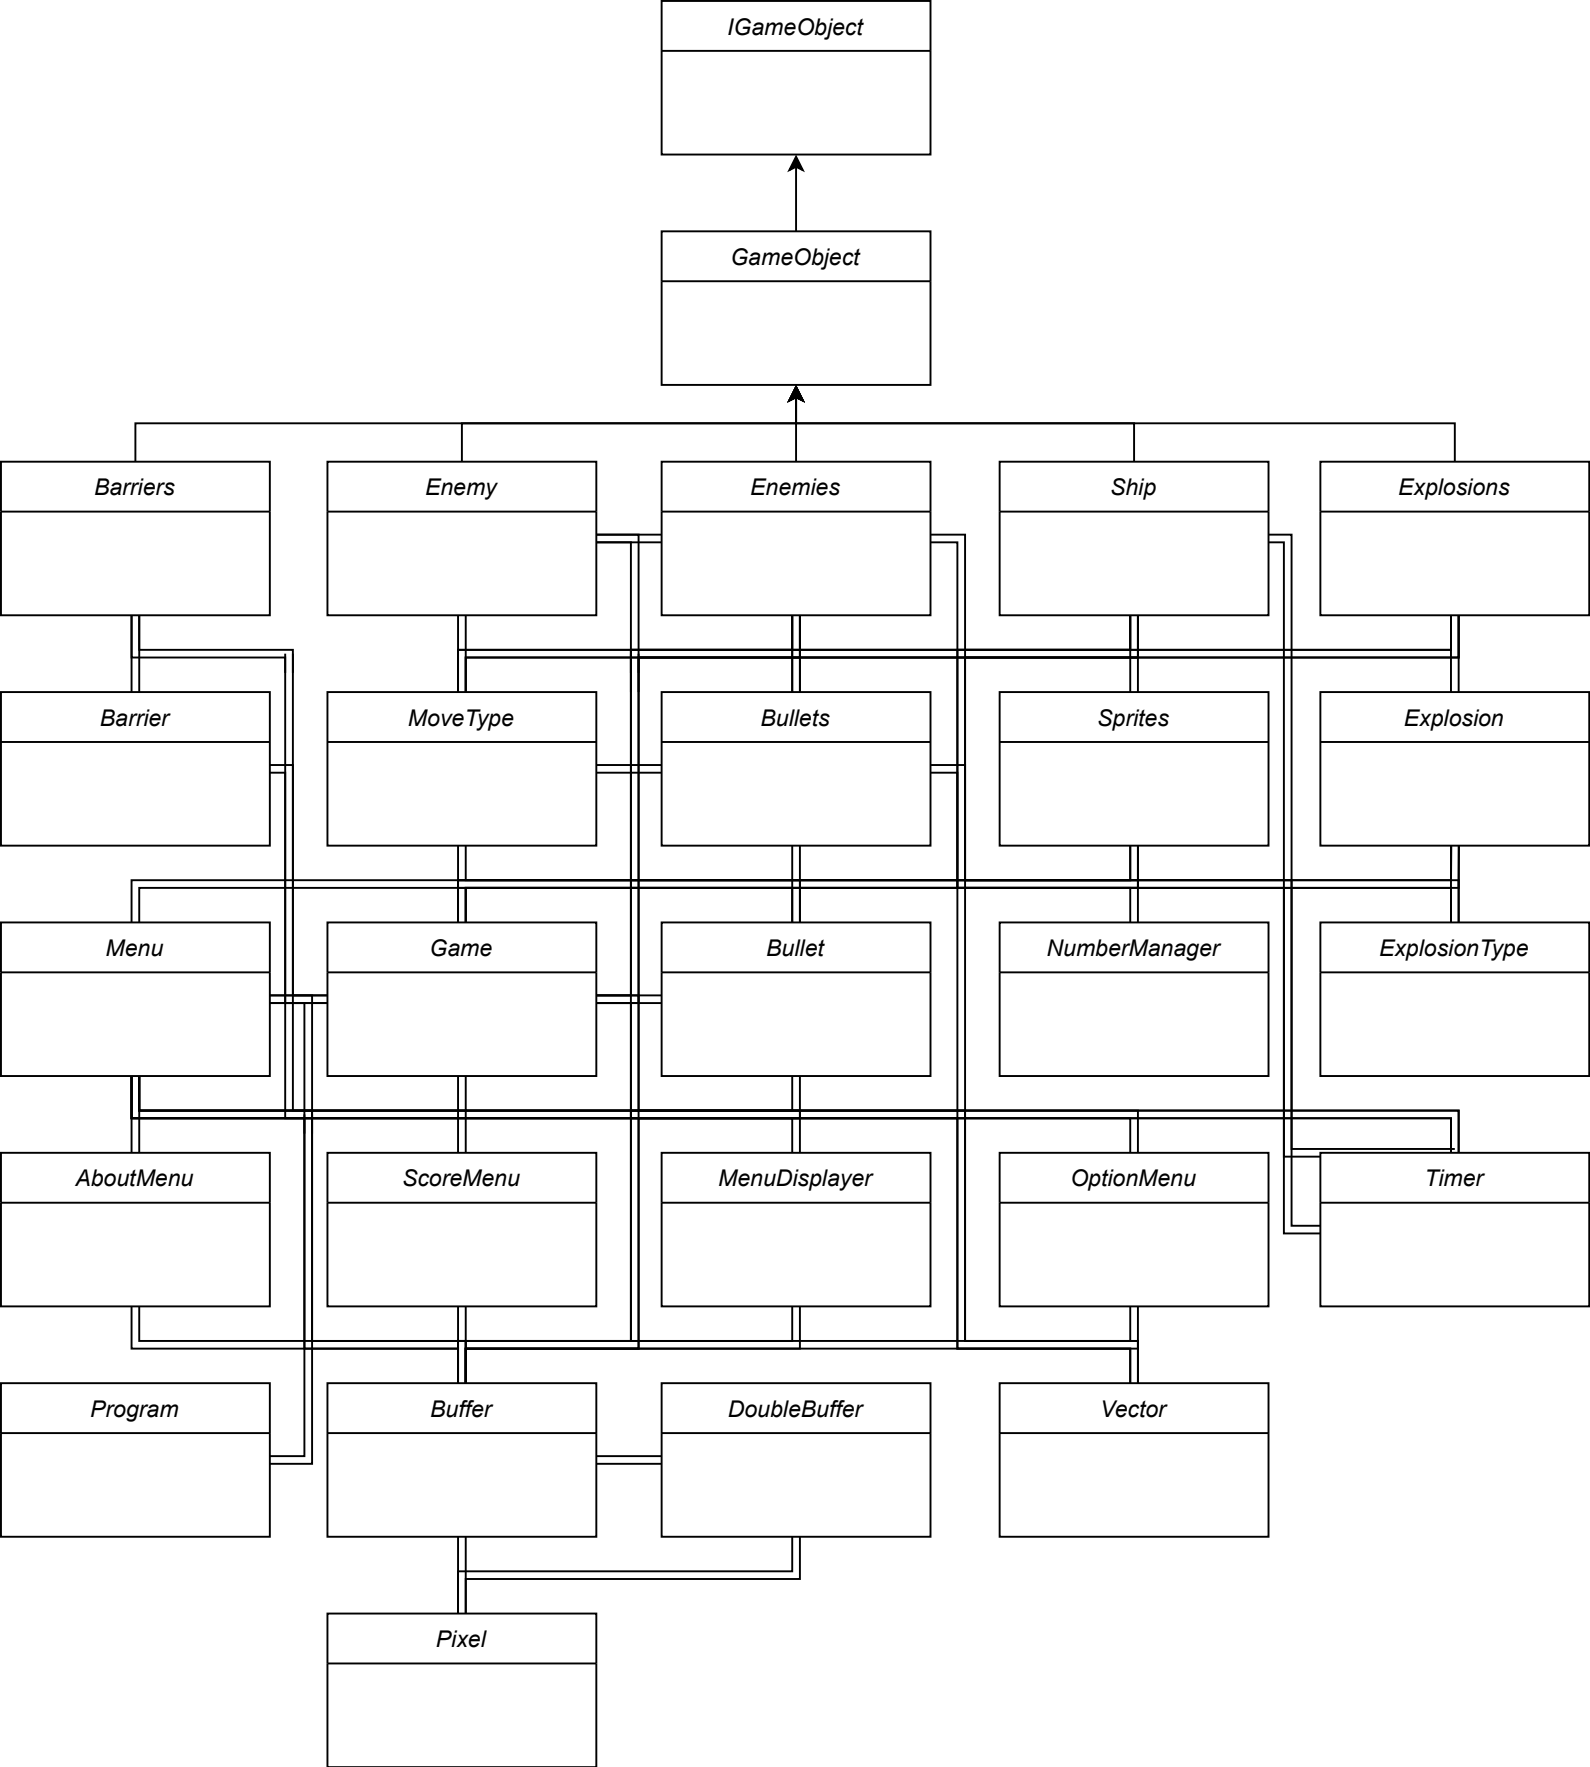 IGameObject
GameObject
Barriers
Enemy
Enemies
Ship
Explosions
Barrier
MoveType
Bullets
Sprites
Explosion
Menu
Game
Bullet
NumberManager
ExplosionType
AboutMenu
ScoreMenu
MenuDisplayer
OptionMenu
Timer
Program
Buffer
DoubleBuffer
Vector
Pixel